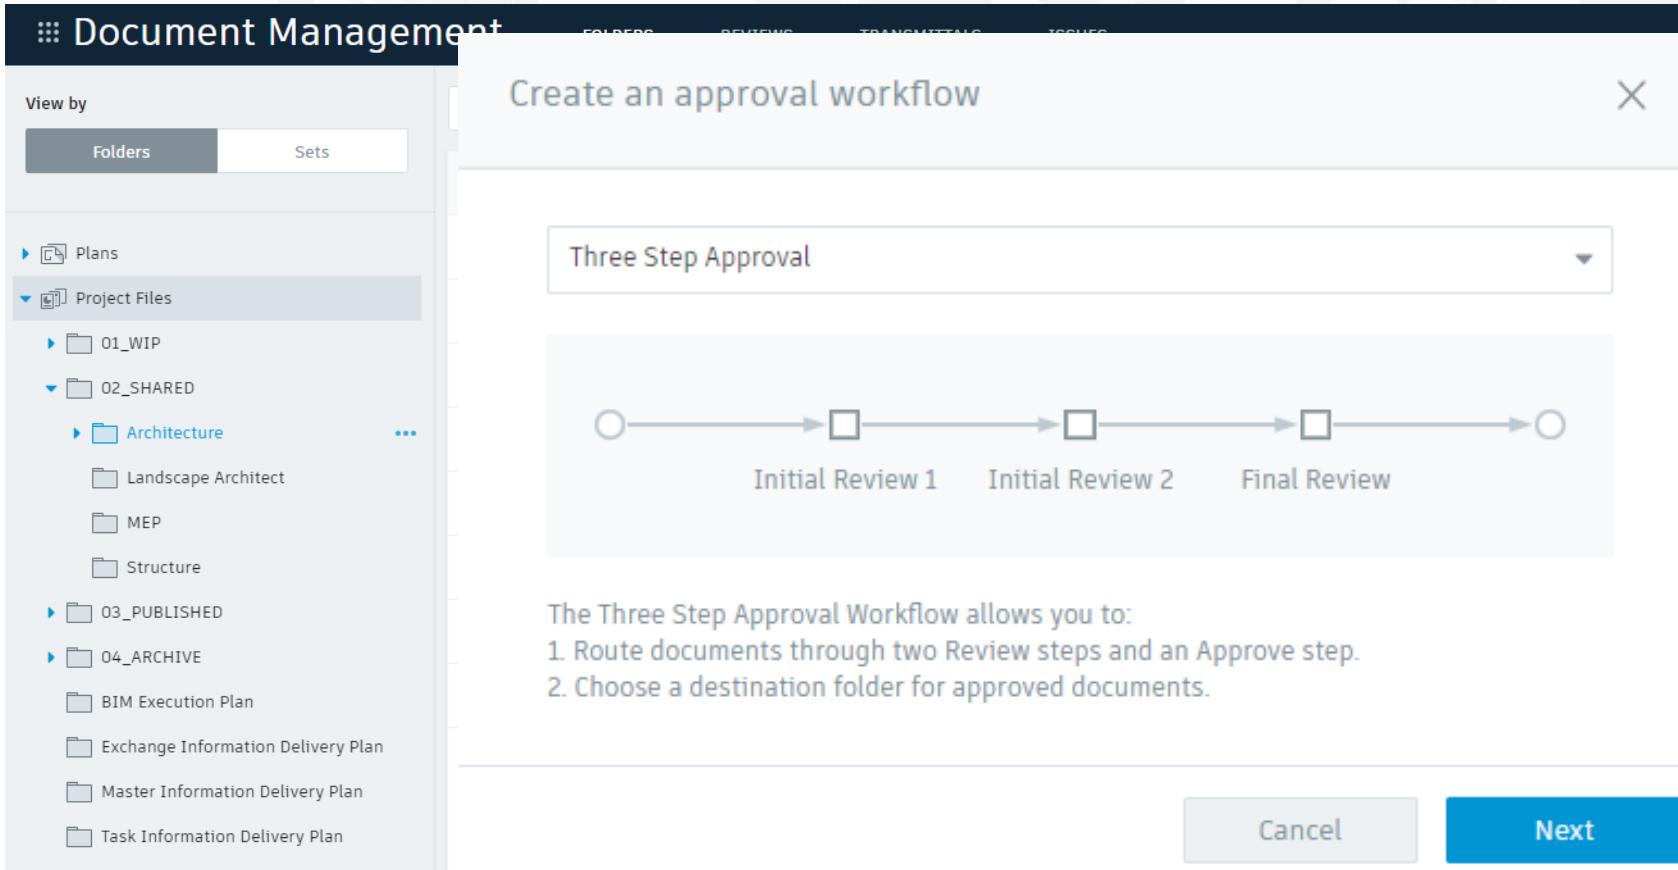 Document Management
FOLDERS REVIEWS TRANSMITTALS ISSUES
View by
Folders Sets
Plans
Project Files
01_WIP
02_SHARED
Architecture
Landscape Architect
MEP
Structure
03_PUBLISHED
04_ARCHIVE
BIM Execution Plan
Exchange Information Delivery Plan
Master Information Delivery Plan
Task Information Delivery Plan
Create an approval workflow
Three Step Approval
Initial Review 1 Initial Review 2 Final Review
The Three Step Approval Workflow allows you to:
1. Route documents through two Review steps and an Approve step.
2. Choose a destination folder for approved documents.
Cancel Next